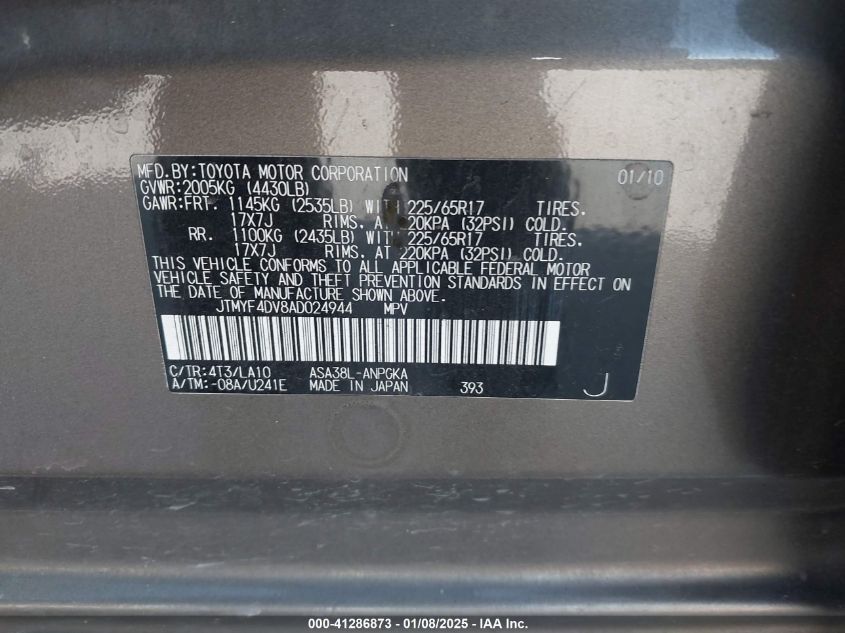 MFD.BY:TOYOTA MOTOR CORPORATION 01/10
GVWR:2005KG (4430LB)
GAWR:FRT. 1145KG (2535LB) WITH 225/65R17 TIRES.
17X7J RIMS. AT 220KPA (32PSI) COLD.
RR. 1100KG (2435LB) WITH 225/65R17 TIRES.
17X7J RIMS. AT 220KPA (32PSI) COLD.
THIS VEHICLE CONFORMS TO ALL APPLICABLE FEDERAL MOTOR
VEHICLE SAFETY AND THEFT PREVENTION STANDARDS IN EFFECT ON
THE DATE OF MANUFACTURE SHOWN ABOVE.
JTMYF4DV8AD024944 MPV
C/TR:4T3/LA10 ASA38L-ANPGKA
A/TM:-08A/U241E MADE IN JAPAN 393 J
000-41286873 - 01/08/2025 - IAA Inc.